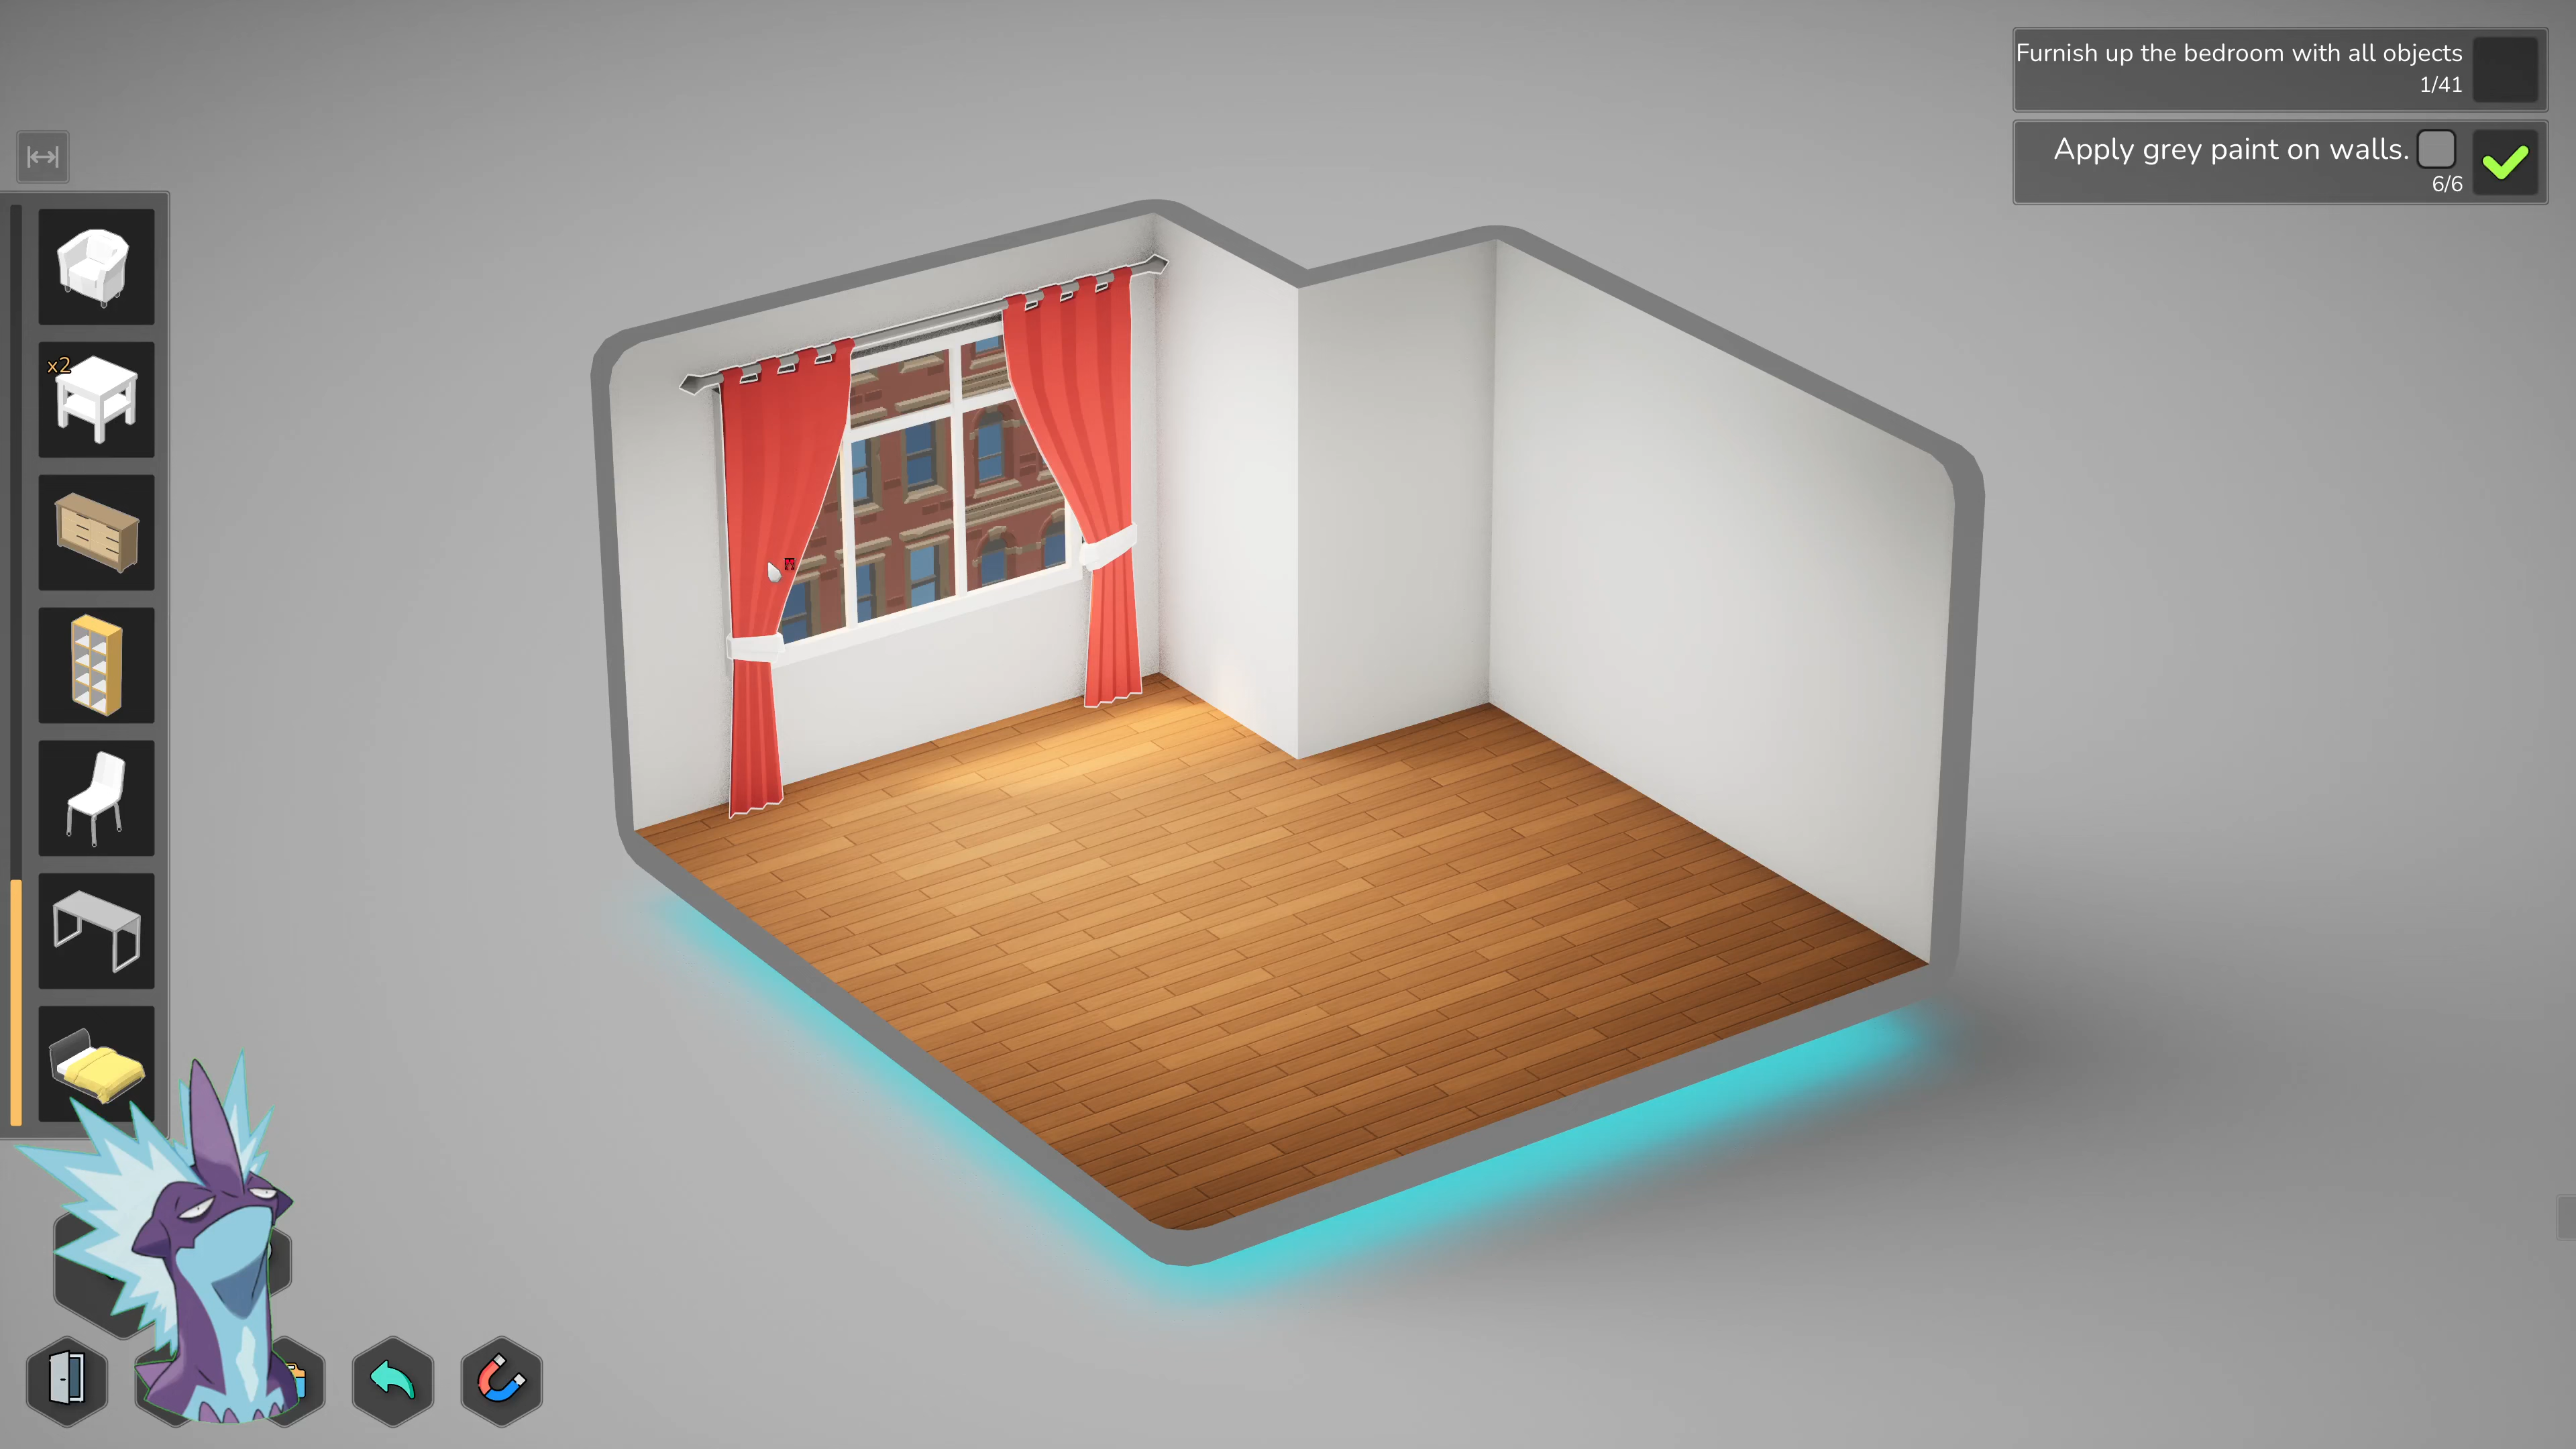 Furnish up the bedroom with all objects
1/41
Apply grey paint on walls.
6/6
x2